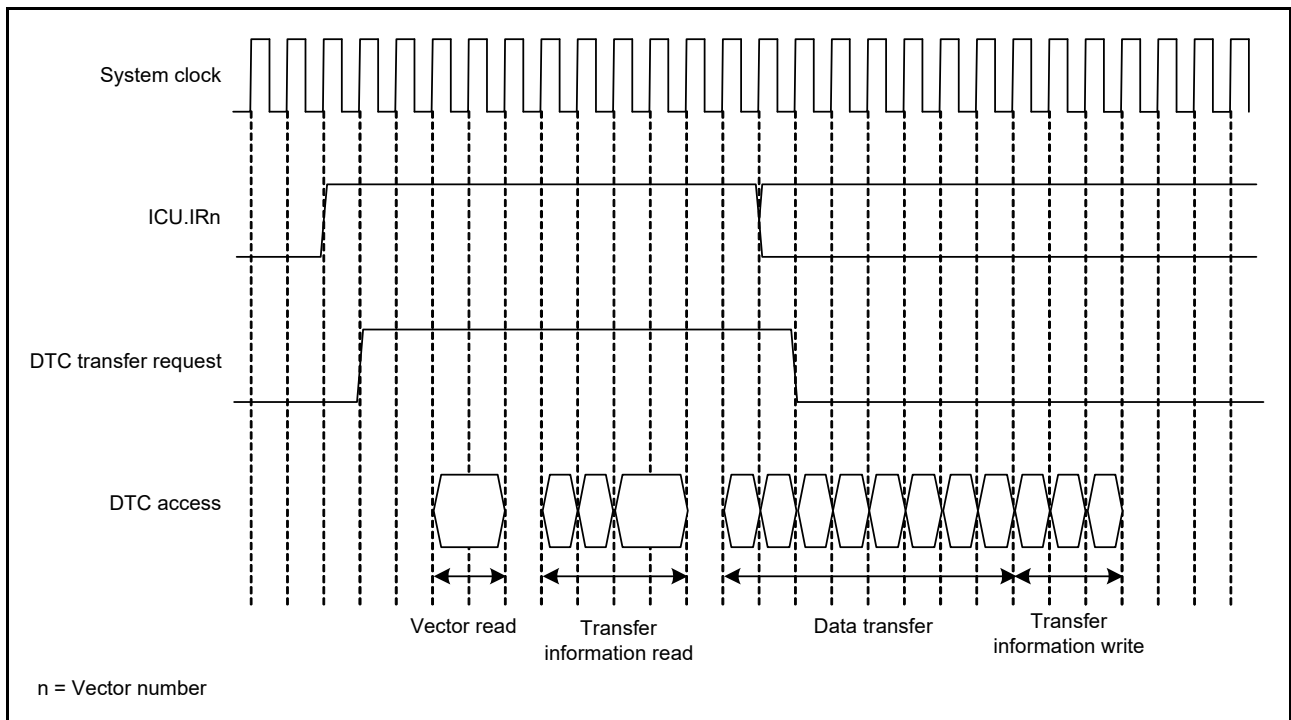 System clock
ICU.IRn
DTC transfer request
DTC access
Vector read
Transfer
information read
Data transfer
Transfer
information write
n = Vector number